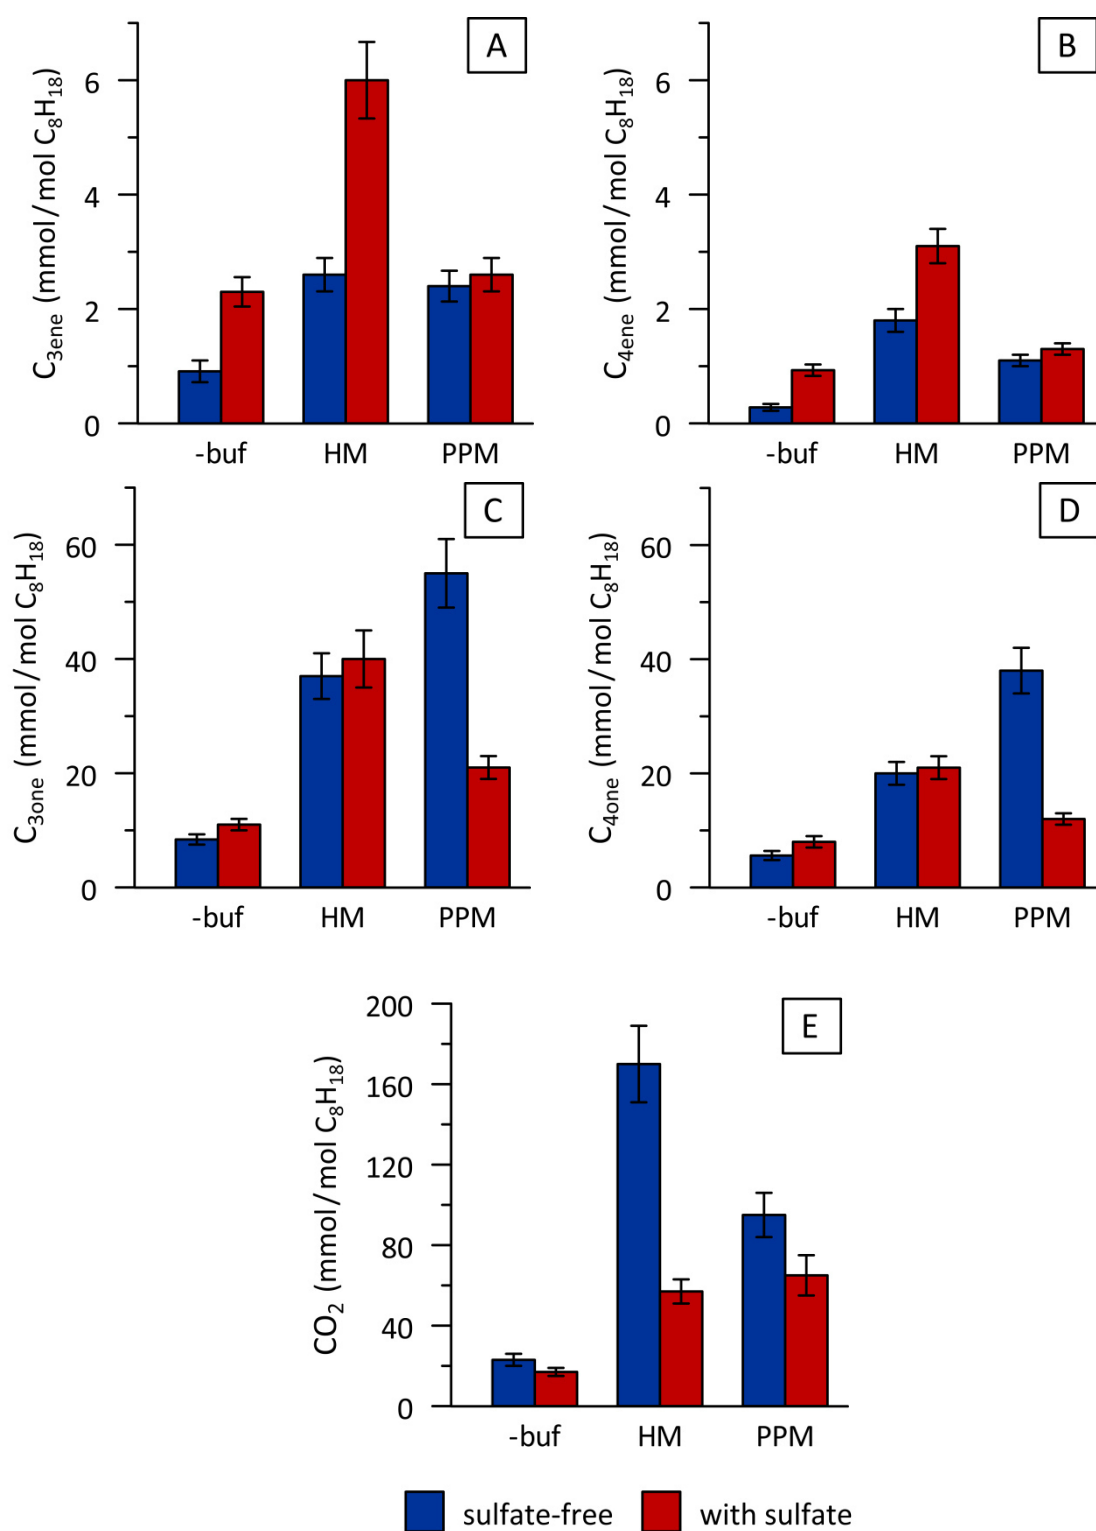 A
C3ene (mmol/mol C8H18)
6
4
2
0
-buf HM PPM
B
C4ene (mmol/mol C8H18)
6
4
2
0
-buf HM PPM
C
C3one (mmol/mol C8H18)
60
40
20
0
-buf HM PPM
D
C4one (mmol/mol C8H18)
60
40
20
0
-buf HM PPM
E
CO2 (mmol/mol C8H18)
200
160
120
80
40
0
-buf HM PPM
sulfate-free with sulfate